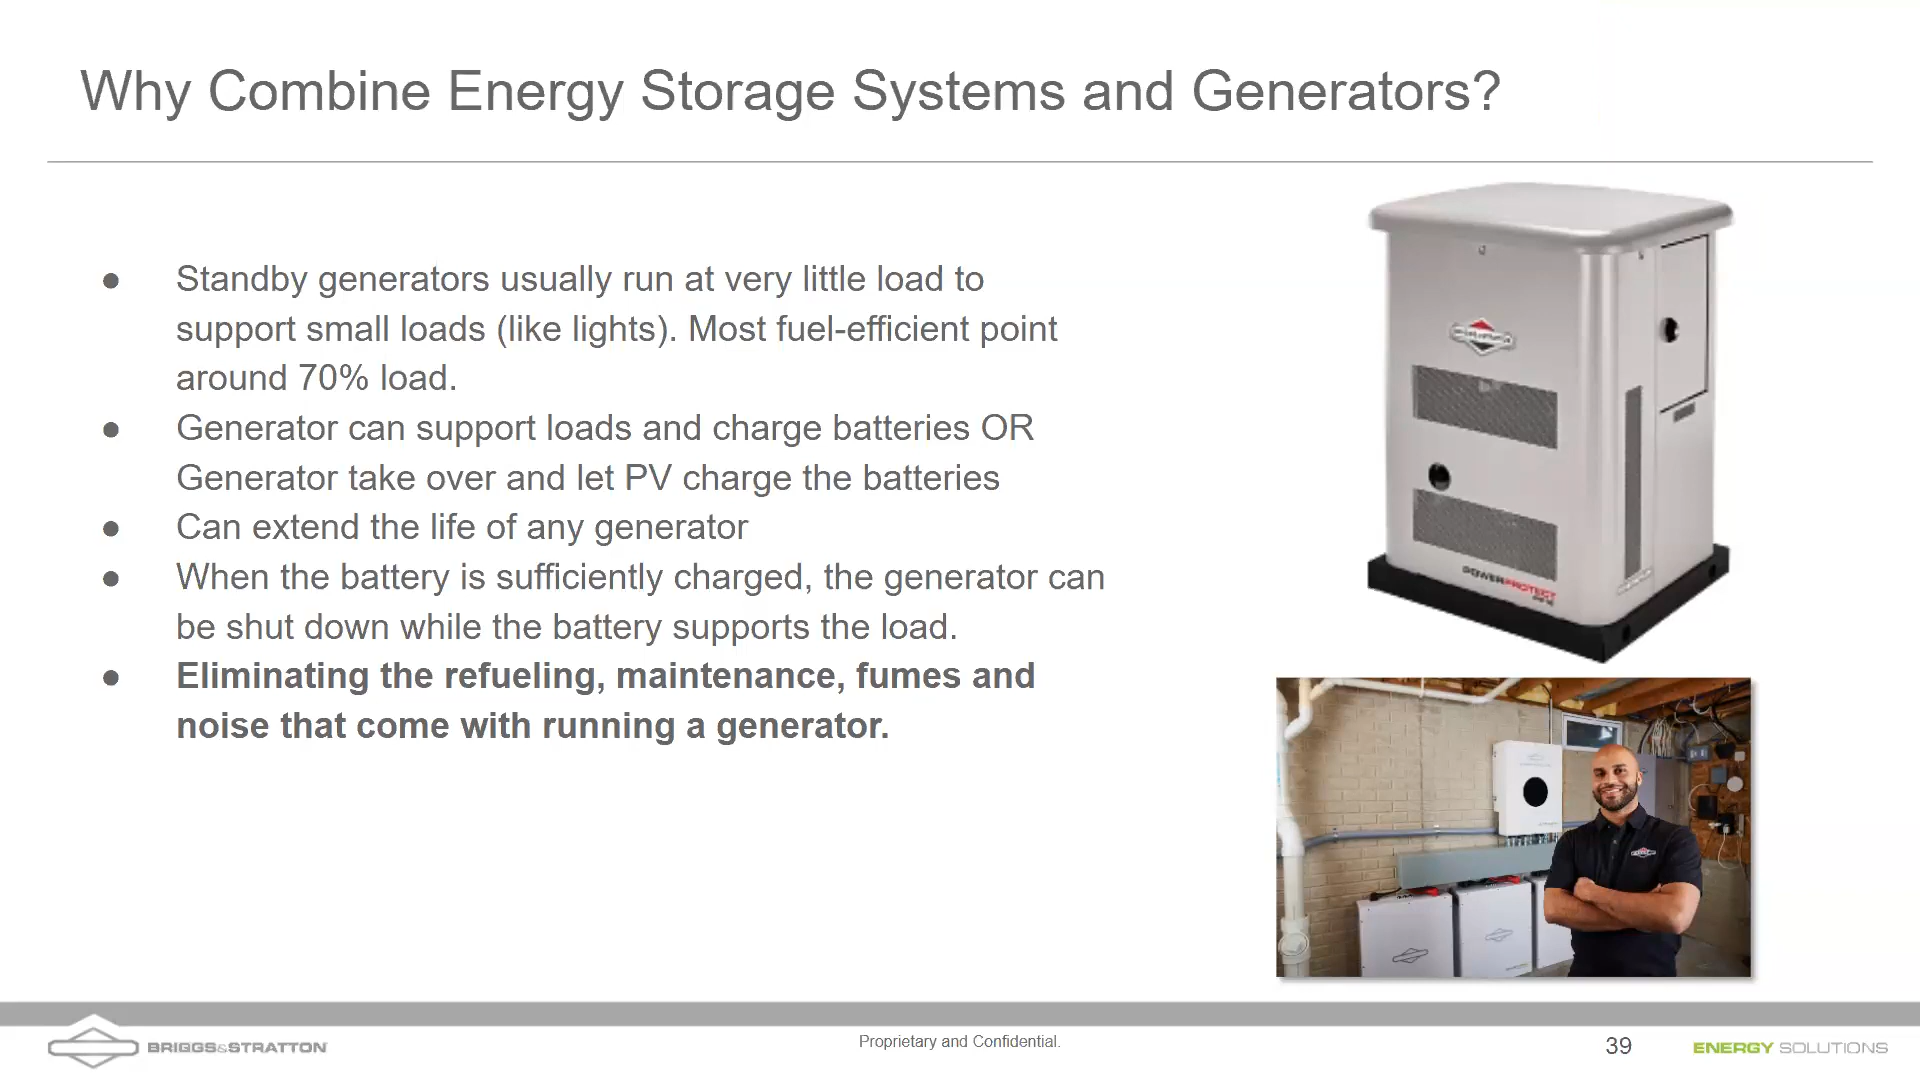 Why Combine Energy Storage Systems and Generators?
● Standby generators usually run at very little load to
support small loads (like lights). Most fuel-efficient point
around 70% load.
● Generator can support loads and charge batteries OR
Generator take over and let PV charge the batteries
● Can extend the life of any generator
● When the battery is sufficiently charged, the generator can
be shut down while the battery supports the load.
● Eliminating the refueling, maintenance, fumes and
noise that come with running a generator.
POWERPROTECT
BRIGGS&STRATTON
Proprietary and Confidential.
39
ENERGY SOLUTIONS